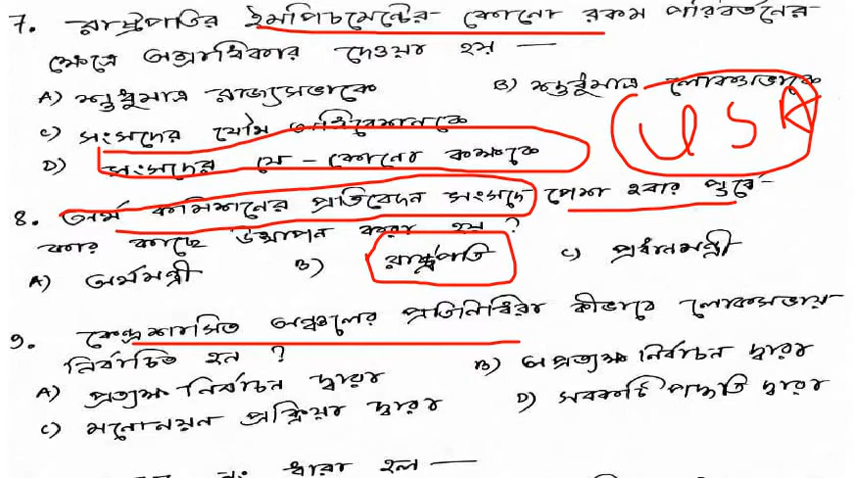 7. রাষ্ট্রপতির ইমপিচমেন্টের কোনো রকম পরিবর্তনের
ক্ষেত্রে অগ্রাধিকার দেওয়া হয় —
A) শুধুমাত্র রাজ্যসভাকে B) শুধুমাত্র লোকসভাকে
C) সংসদের যৌথ অধিবেশনকে
D) সংসদের যে-কোনো কক্ষকে
USA
8. অর্থ কমিশনের প্রতিবেদন সংসদে পেশ হবার পূর্বে
কার কাছে উত্থাপন করা হয় ?
A) অর্থমন্ত্রী B) রাষ্ট্রপতি C) প্রধানমন্ত্রী
9. কেন্দ্রশাসিত অঞ্চলের প্রতিনিধিরা কীভাবে লোকসভায়
নির্বাচিত হন ?
A) প্রত্যক্ষ নির্বাচন দ্বারা B) অপ্রত্যক্ষ নির্বাচন দ্বারা
C) মনোনয়ন প্রক্রিয়া দ্বারা D) সবকটি পদ্ধতি দ্বারা
নং ধারা হল —